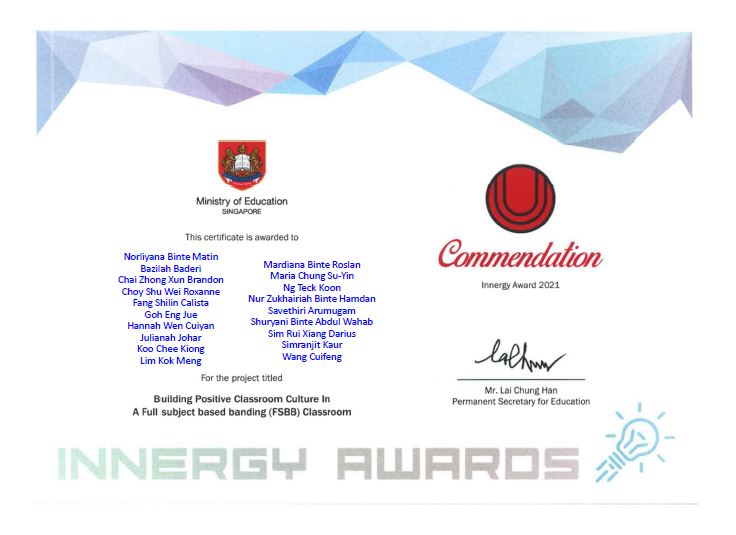 Ministry of Education
SINGAPORE
This certificate is awarded to
Norliyana Binte Matin
Bazilah Baderi
Chai Zhong Xun Brandon
Choy Shu Wei Roxanne
Fang Shilin Calista
Goh Eng Jue
Hannah Wen Cuiyan
Julianah Johar
Koo Chee Kiong
Lim Kok Meng
Mardiana Binte Roslan
Maria Chung Su-Yin
Ng Teck Koon
Nur Zukhairiah Binte Hamdan
Savethiri Arumugam
Shuryani Binte Abdul Wahab
Sim Rui Xiang Darius
Simranjit Kaur
Wang Cuifeng
For the project titled
Building Positive Classroom Culture In
A Full subject based banding (FSBB) Classroom
Commendation
Innergy Award 2021
Mr. Lai Chung Han
Permanent Secretary for Education
INNERGY AWARDS